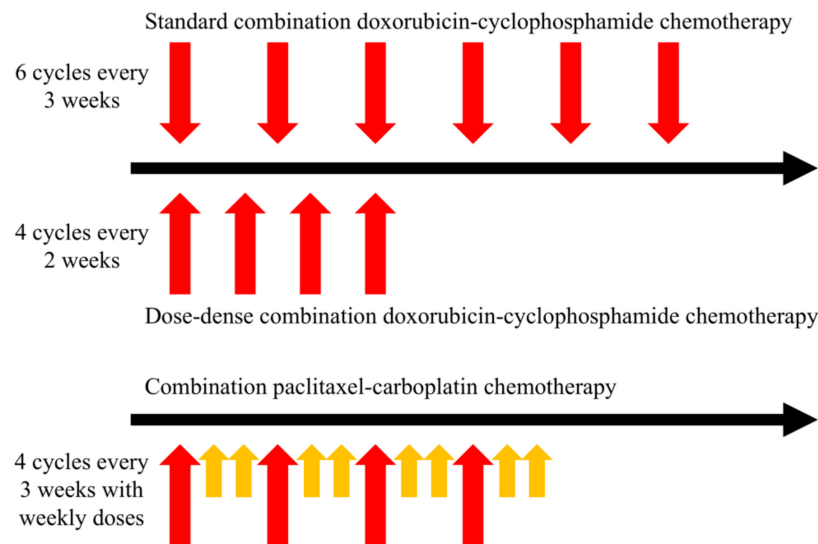 Standard combination doxorubicin-cyclophosphamide chemotherapy
6 cycles every
3 weeks
4 cycles every
2 weeks
Dose-dense combination doxorubicin-cyclophosphamide chemotherapy
Combination paclitaxel-carboplatin chemotherapy
4 cycles every
3 weeks with
weekly doses